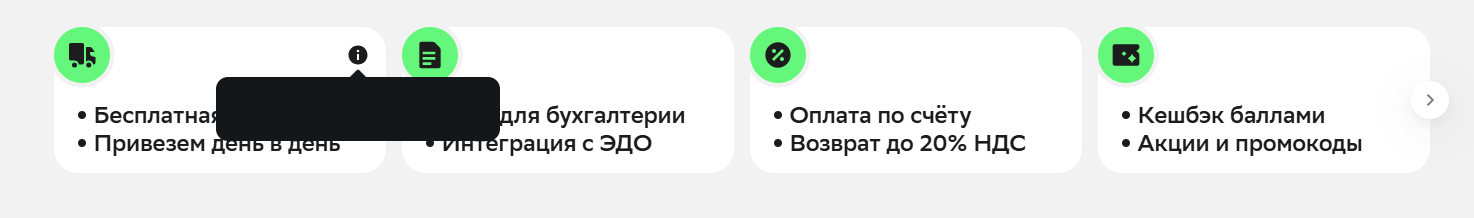 • Бесплатная
• Привезем день в день
для бухгалтерии
• Интеграция с ЭДО
• Оплата по счёту
• Возврат до 20% НДС
• Кешбэк баллами
• Акции и промокоды